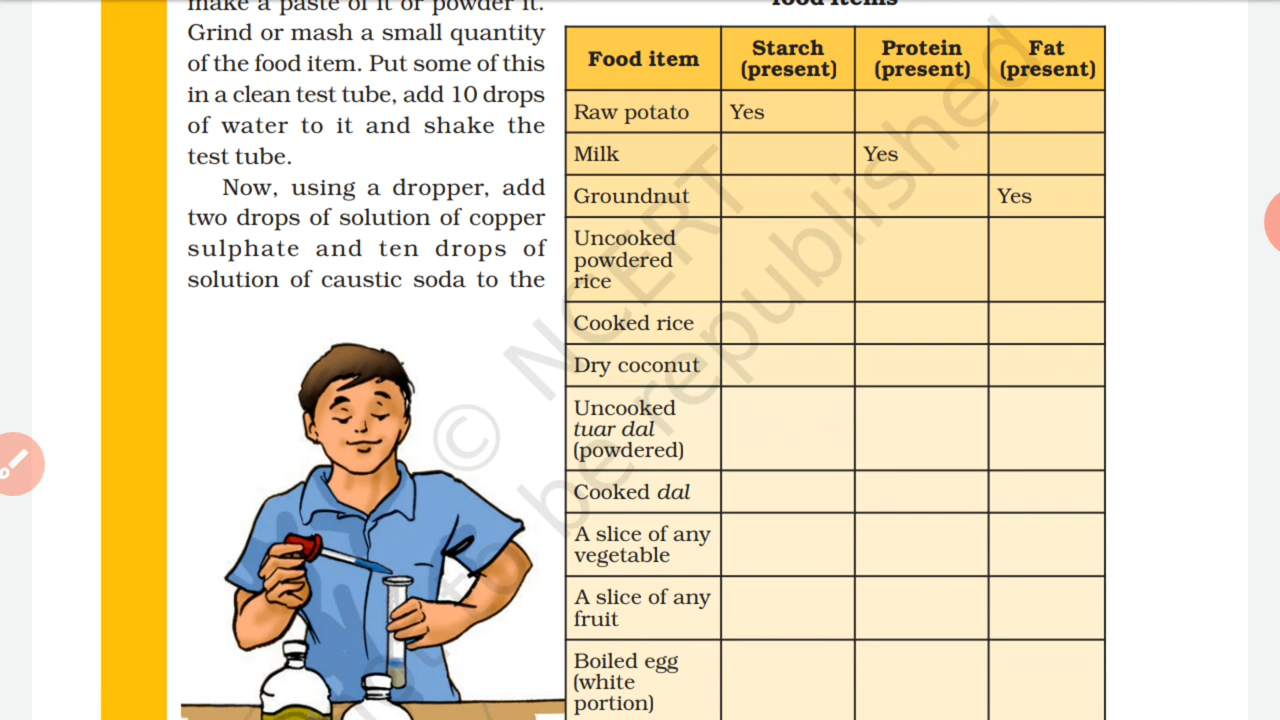 make a paste of it or powder it.
Grind or mash a small quantity
of the food item. Put some of this
in a clean test tube, add 10 drops
of water to it and shake the
test tube.
Now, using a dropper, add
two drops of solution of copper
sulphate and ten drops of
solution of caustic soda to the
food items
Food item Starch (present) Protein (present) Fat (present)
Raw potato Yes
Milk Yes
Groundnut Yes
Uncooked
powdered
rice
Cooked rice
Dry coconut
Uncooked
tuar dal
(powdered)
Cooked dal
A slice of any
vegetable
A slice of any
fruit
Boiled egg
(white
portion)
© NCERT
be republished